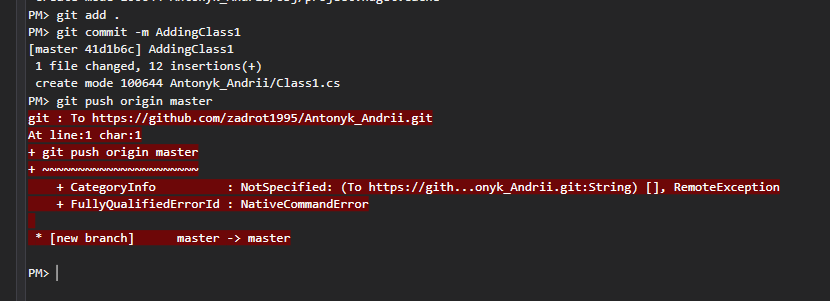 PM> git add .
PM> git commit -m AddingClass1
[master 41d1b6c] AddingClass1
 1 file changed, 12 insertions(+)
 create mode 100644 Antonyk_Andrii/Class1.cs
PM> git push origin master
git : To https://github.com/zadrot1995/Antonyk_Andrii.git
At line:1 char:1
+ git push origin master
+ ~~~~~~~~~~~~~~~~~~~~~~
    + CategoryInfo          : NotSpecified: (To https://gith...onyk_Andrii.git:String) [], RemoteException
    + FullyQualifiedErrorId : NativeCommandError
 * [new branch]      master -> master
PM>